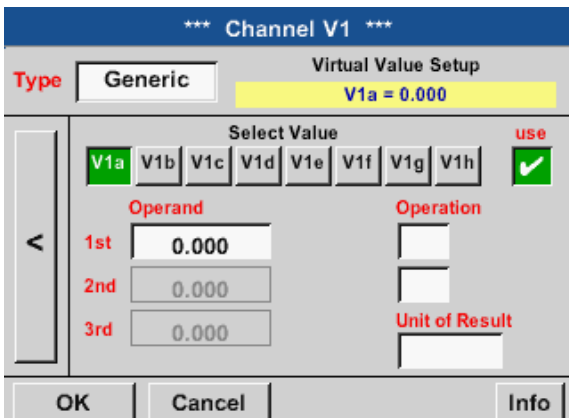 *** Channel V1 ***
Type Generic Virtual Value Setup
V1a = 0.000
Select Value use
V1a V1b V1c V1d V1e V1f V1g V1h
Operand Operation
< 1st 0.000
2nd 0.000
3rd 0.000 Unit of Result
OK Cancel Info